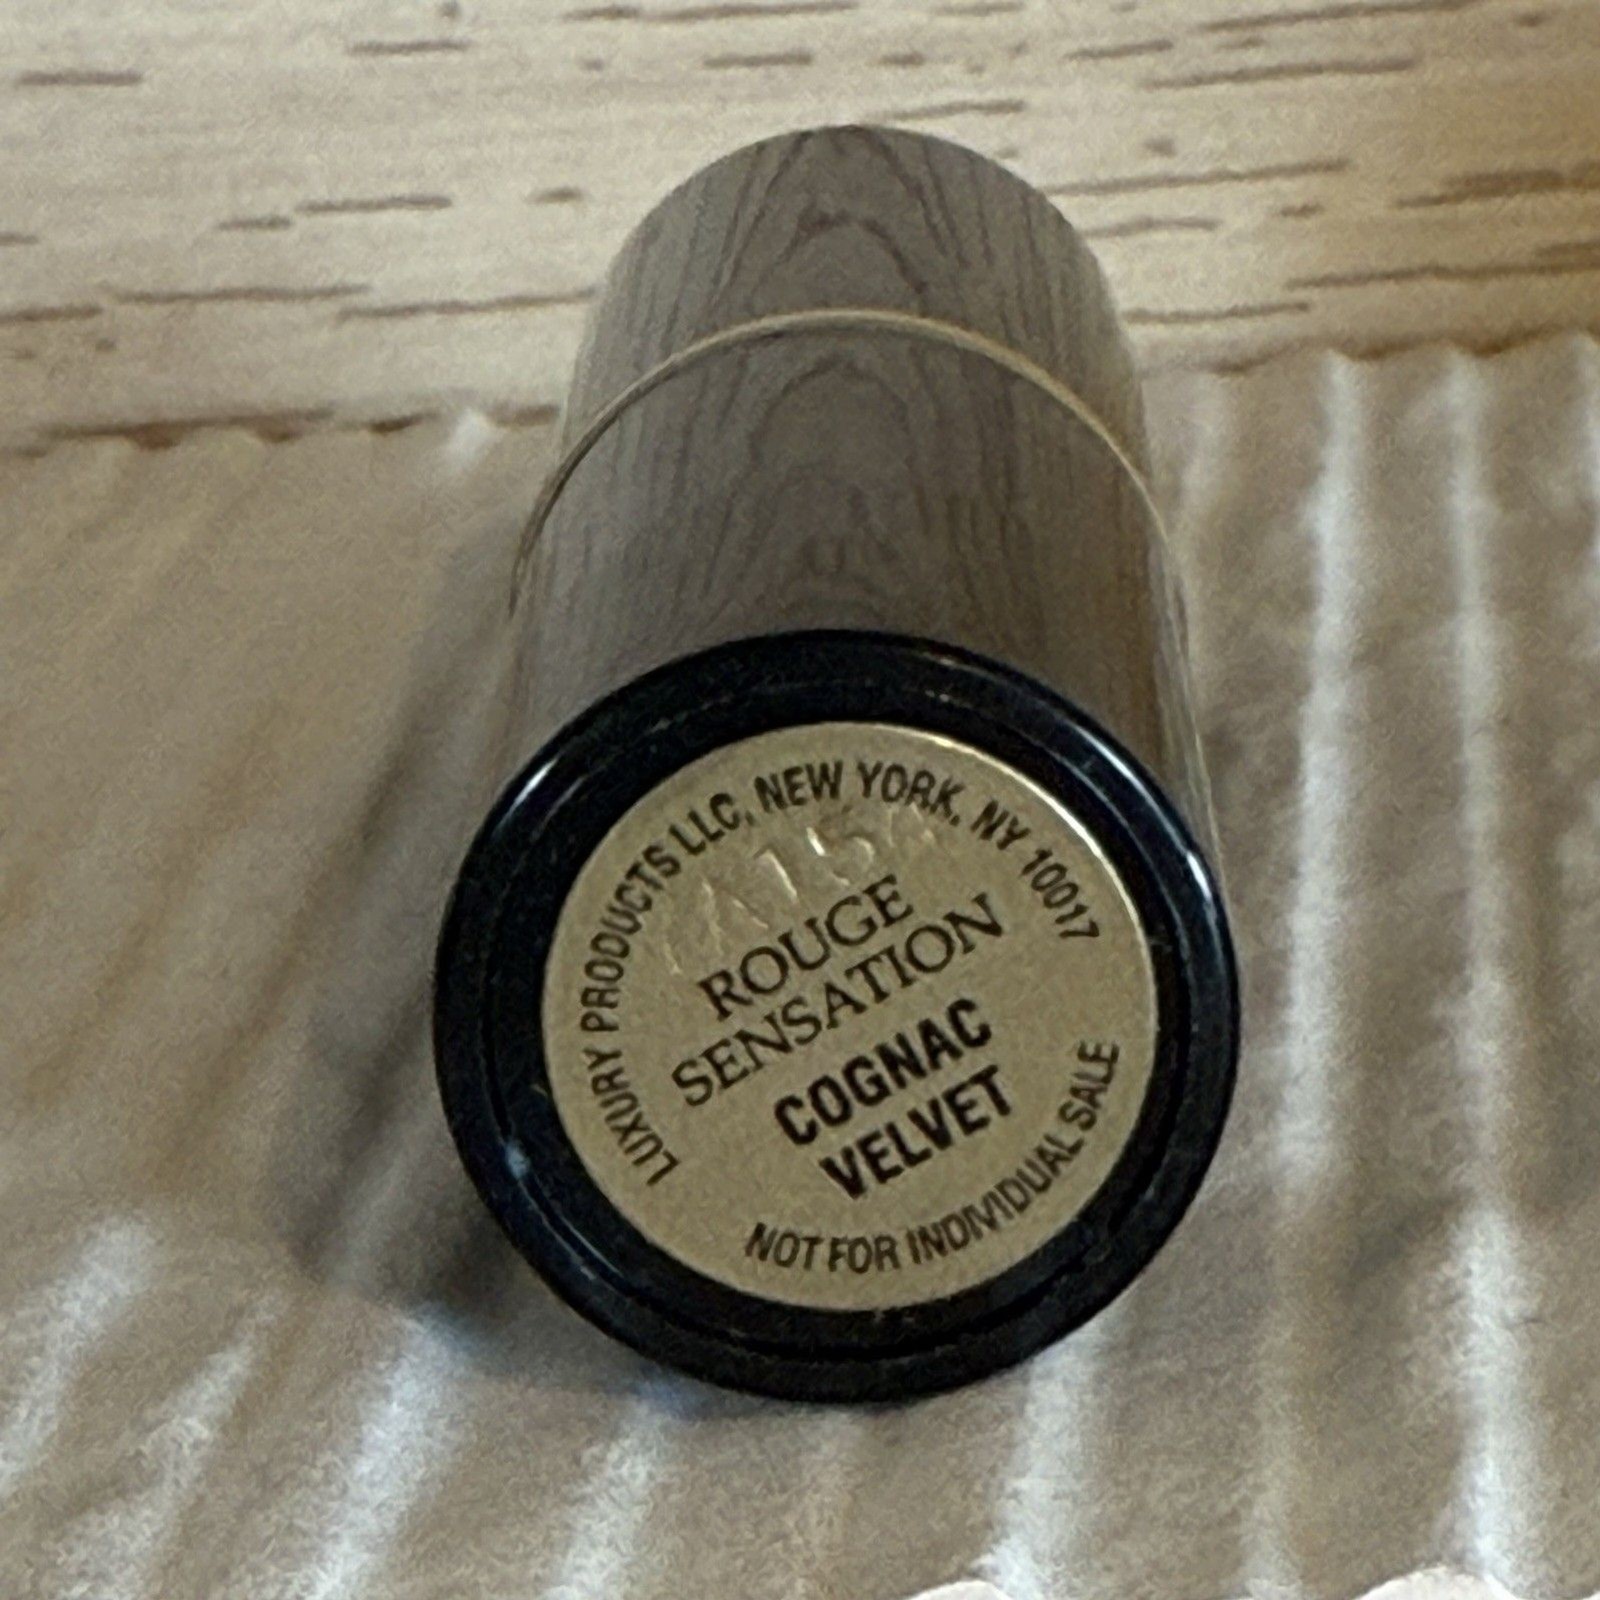 LUXURY PRODUCTS LLC, NEW YORK, NY 10017
ROUGE
SENSATION
COGNAC
VELVET
NOT FOR INDIVIDUAL SALE